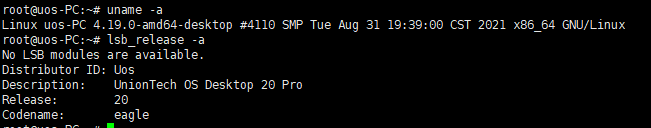 root@uos-PC:~# uname -a
Linux uos-PC 4.19.0-amd64-desktop #4110 SMP Tue Aug 31 19:39:00 CST 2021 x86_64 GNU/Linux
root@uos-PC:~# lsb_release -a
No LSB modules are available.
Distributor ID: Uos
Description:    UnionTech OS Desktop 20 Pro
Release:        20
Codename:       eagle
root@uos-PC:~#